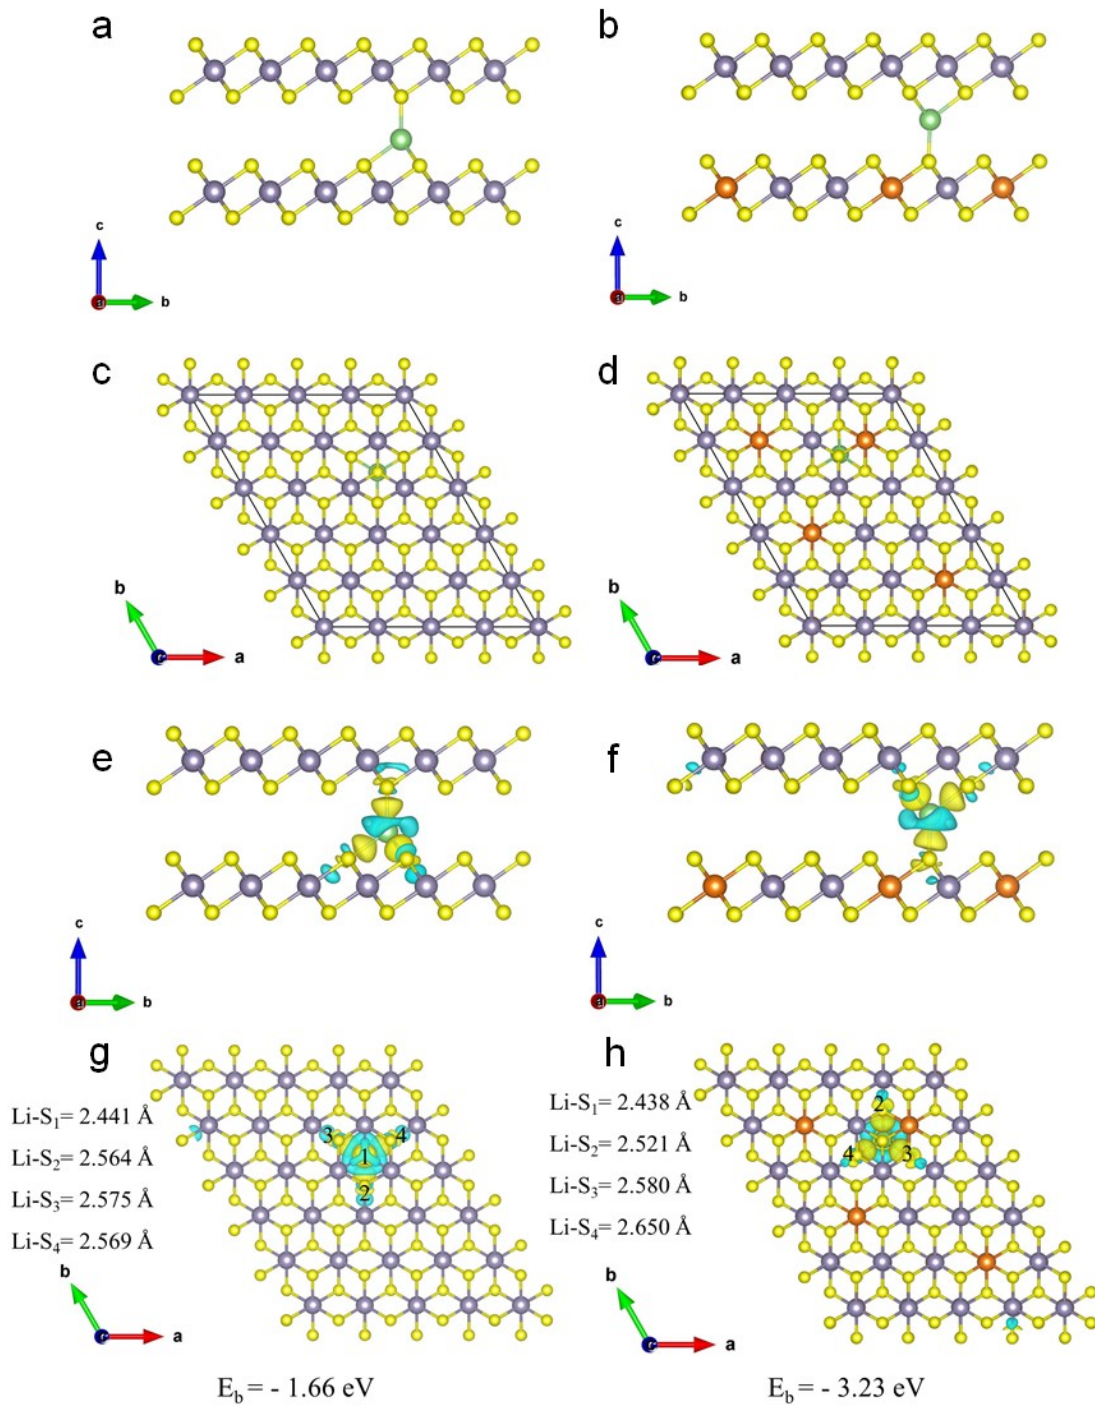 a
b
c
b
a
c
b
a
c
d
b
a
c
b
a
c
e
f
c
b
a
c
b
a
g
h
Li-S1= 2.441 Å
Li-S2= 2.564 Å
Li-S3= 2.575 Å
Li-S4= 2.569 Å
3
4
1
2
Li-S1= 2.438 Å
Li-S2= 2.521 Å
Li-S3= 2.580 Å
Li-S4= 2.650 Å
2
4
3
b
a
c
b
a
c
Eb = - 1.66 eV
Eb = - 3.23 eV